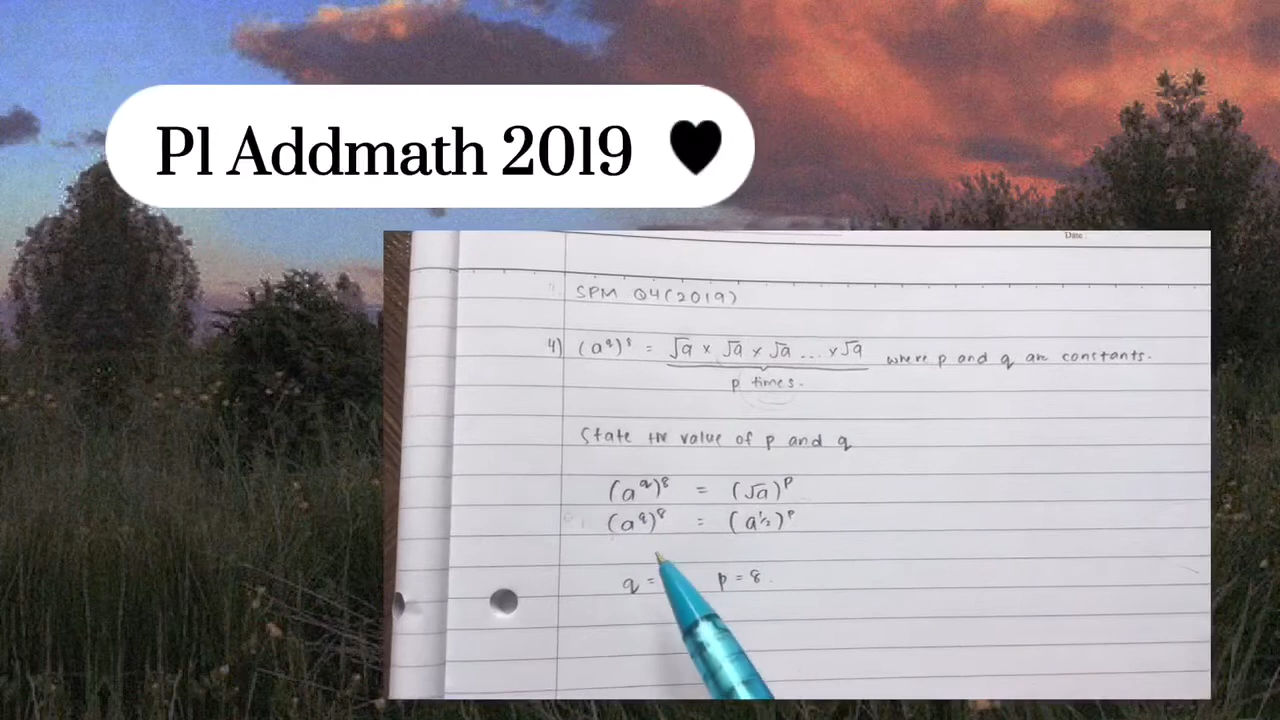 P1 Addmath 2019 🖤
Date
SPM Q4(2019)
4) (a^q)^8 = √a × √a × √a ... × √a where p and q are constants.
p times.
State the value of p and q
(a^q)^8 = (√a)^p
(a^q)^8 = (a^1/2)^p
q = p = 8.